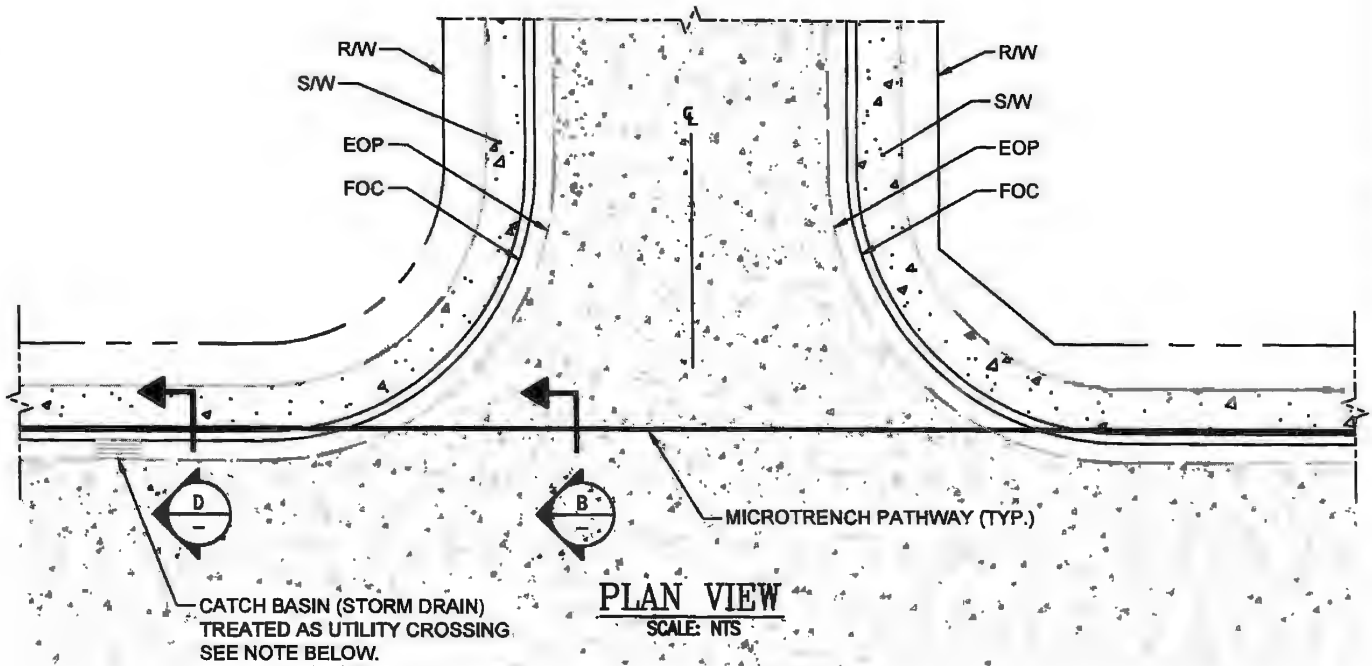 R/W
S/W
EOP
FOC
℄
R/W
S/W
EOP
FOC
D
-
B
-
MICROTRENCH PATHWAY (TYP.)
CATCH BASIN (STORM DRAIN)
TREATED AS UTILITY CROSSING
SEE NOTE BELOW.
PLAN VIEW
SCALE: NTS